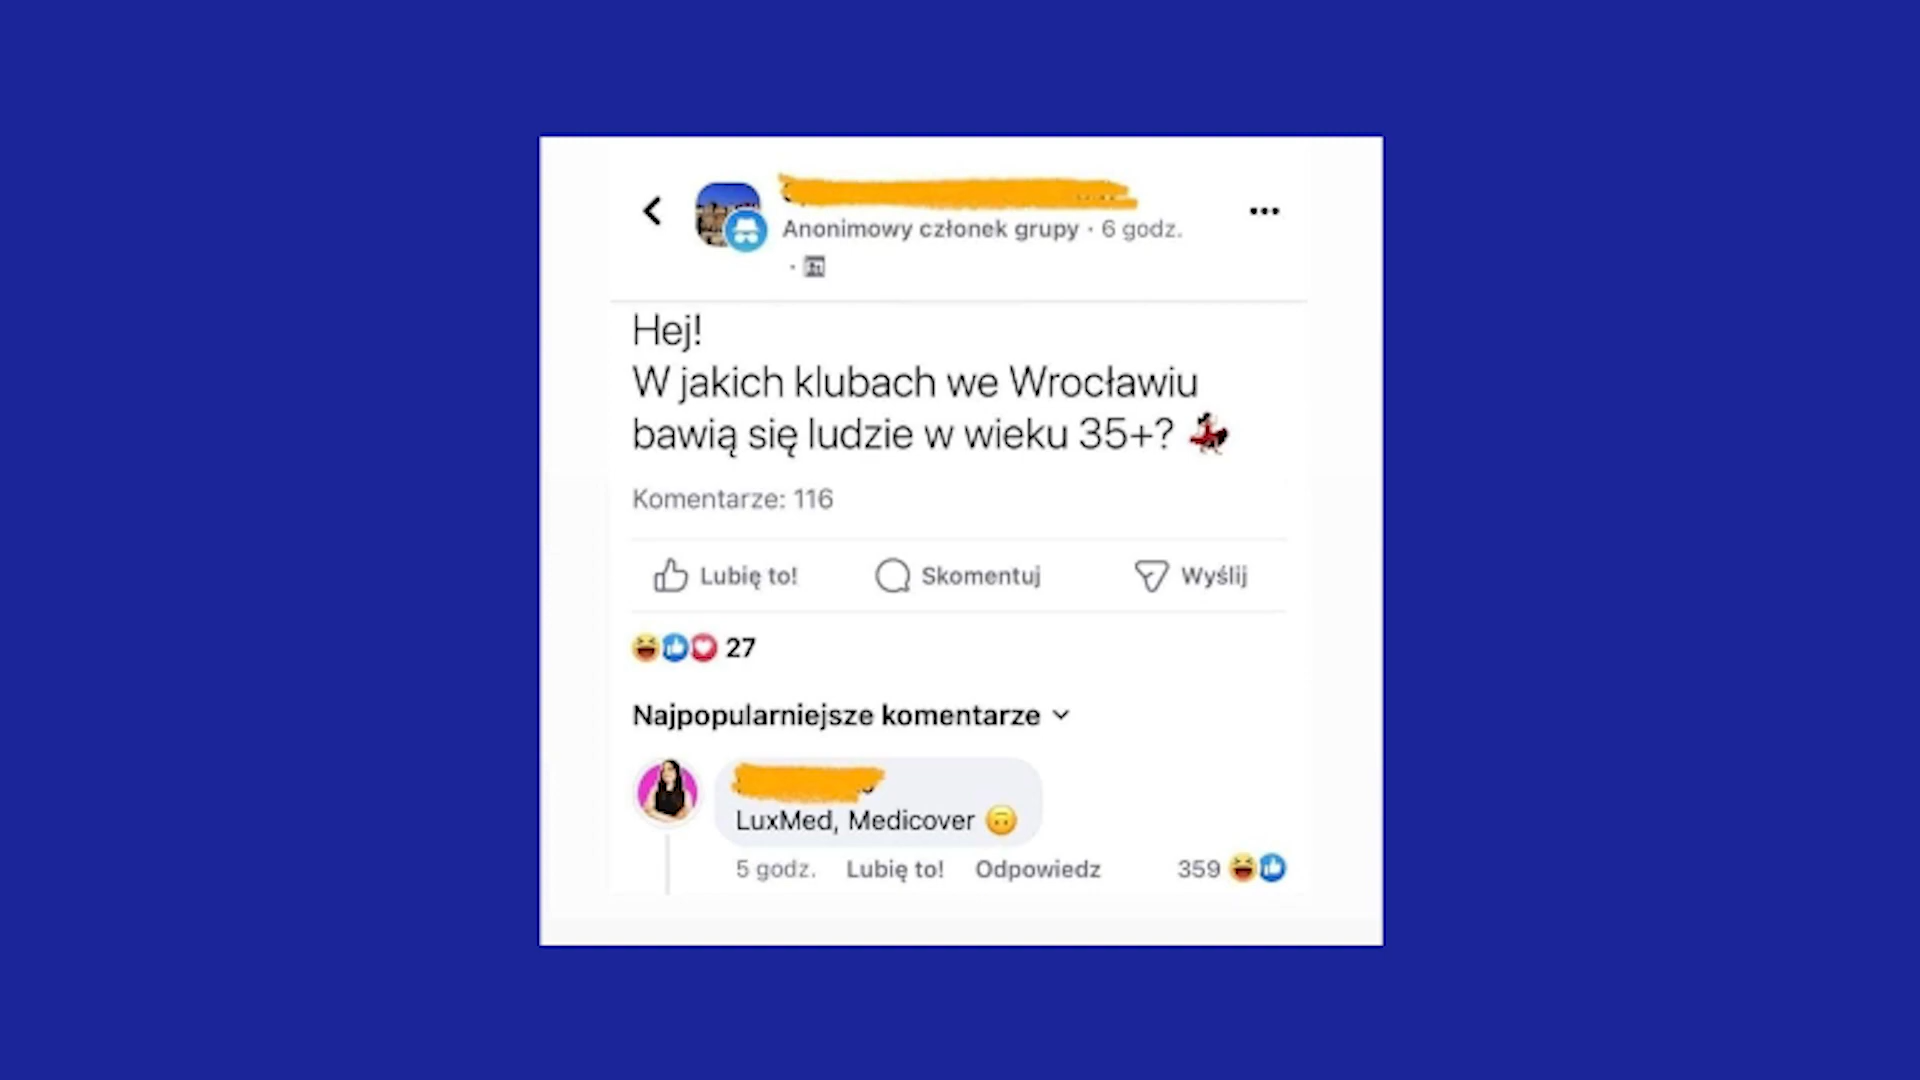 Anonimowy członek grupy · 6 godz.
Hej!
W jakich klubach we Wrocławiu
bawią się ludzie w wieku 35+? 💃
Komentarze: 116
Lubię to! Skomentuj Wyślij
27
Najpopularniejsze komentarze
LuxMed, Medicover 🙃
5 godz. Lubię to! Odpowiedz 359